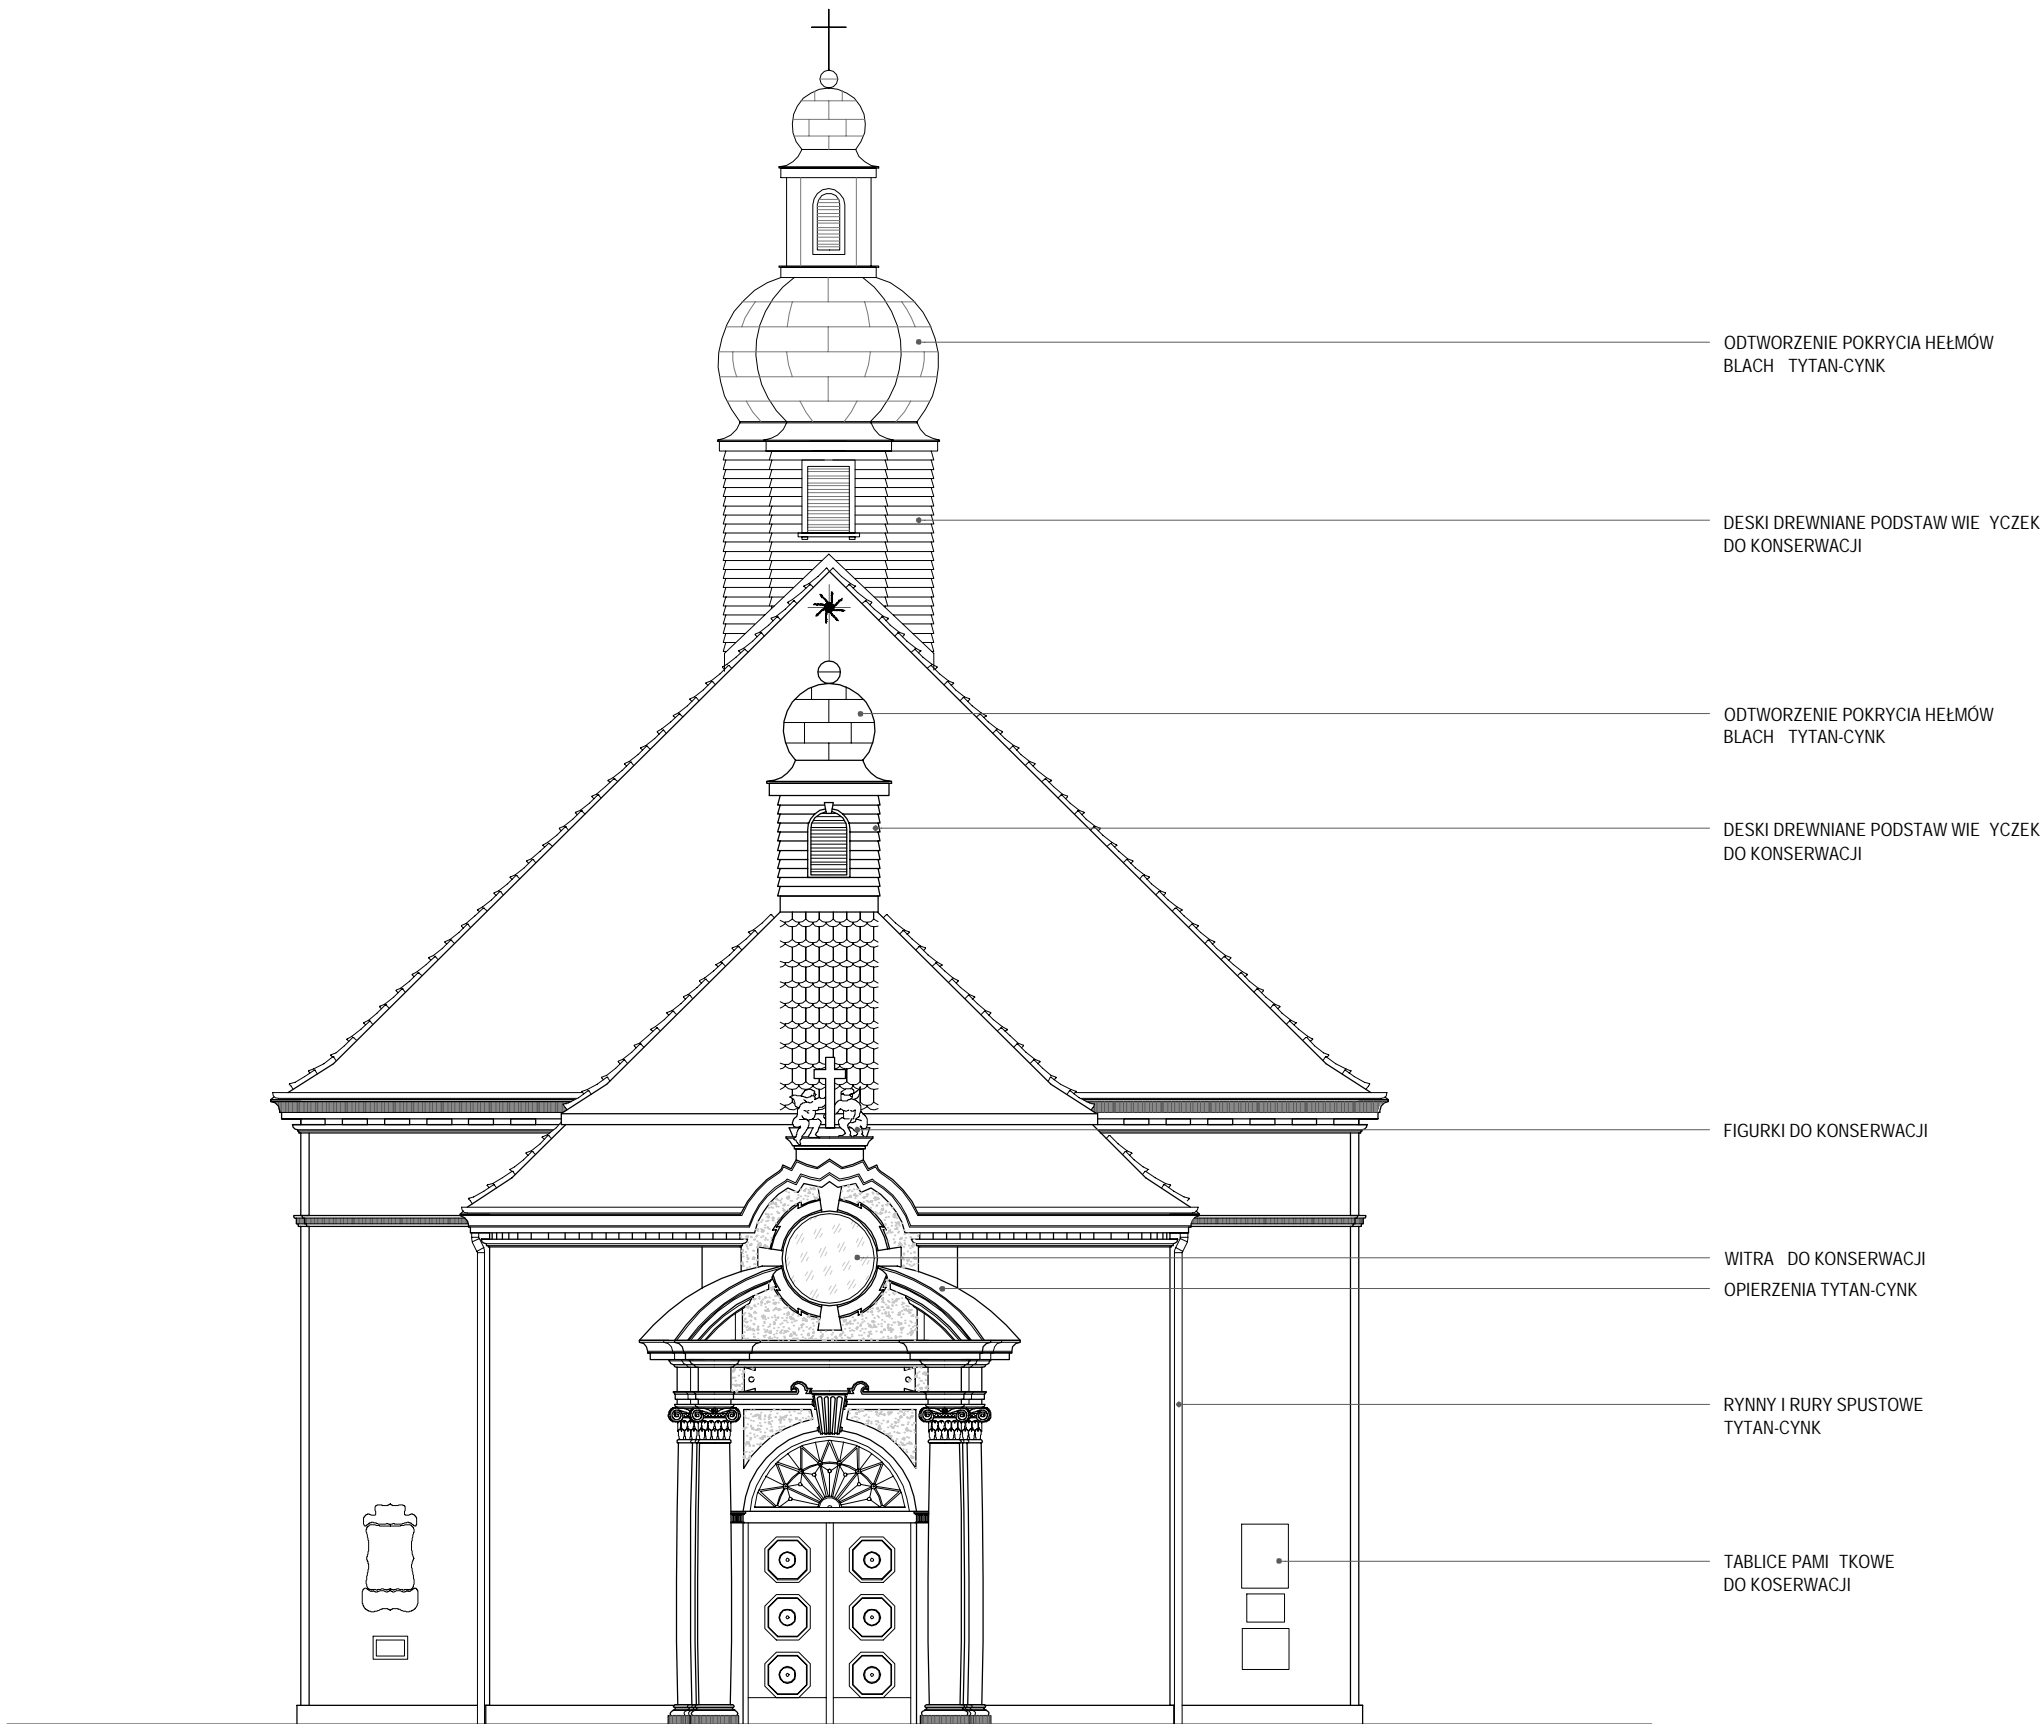 ODTWORZENIE POKRYCIA HEŁMÓW
BLACH TYTAN-CYNK
DESKI DREWNIANE PODSTAW WIE YCZEK
DO KONSERWACJI
ODTWORZENIE POKRYCIA HEŁMÓW
BLACH TYTAN-CYNK
DESKI DREWNIANE PODSTAW WIE YCZEK
DO KONSERWACJI
FIGURKI DO KONSERWACJI
WITRA DO KONSERWACJI
OPIERZENIA TYTAN-CYNK
RYNNY I RURY SPUSTOWE
TYTAN-CYNK
TABLICE PAMI TKOWE
DO KOSERWACJI